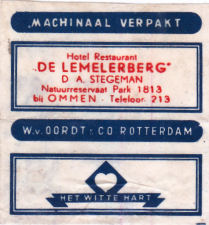 „MACHINAAL VERPAKT
Hotel Restaurant
"DE LEMELERBERG"
D A. STEGEMAN
Natuurreservaat Park 1813
bij OMMEN - Telefoor 213
W.v. OORDT & CO ROTTERDAM
HET WITTE HART